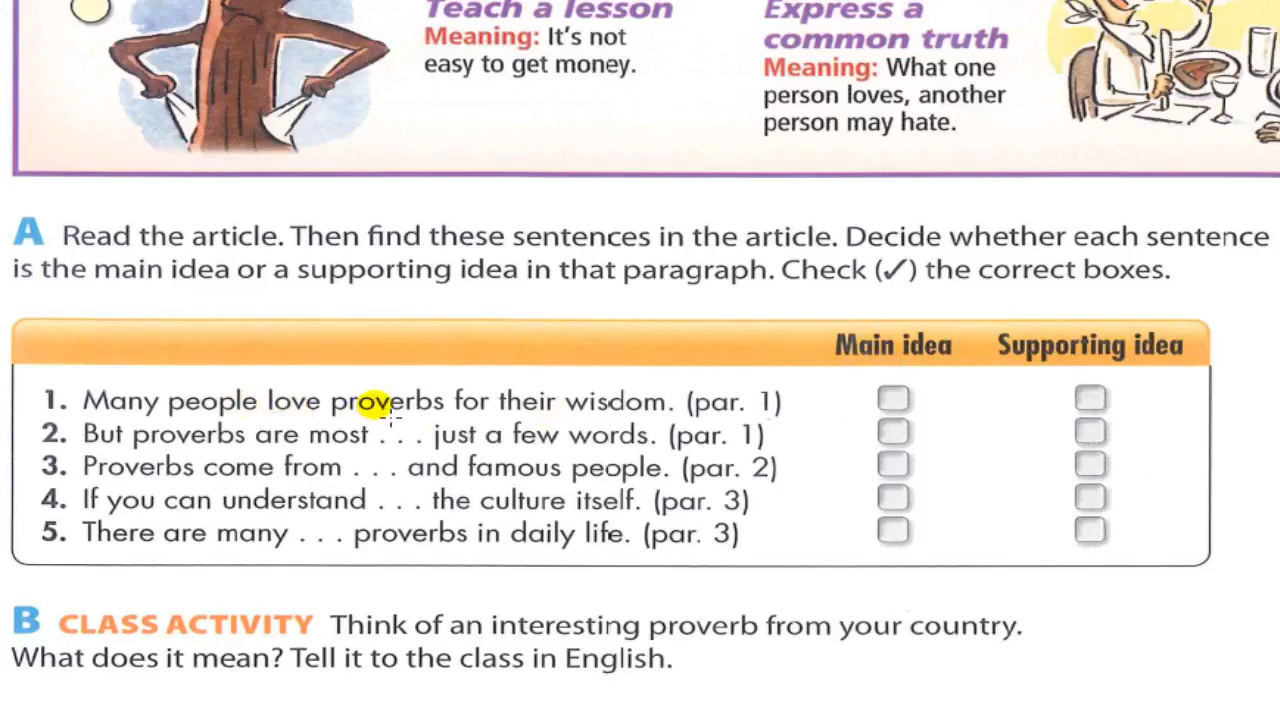 Teach a lesson
Meaning: It's not
easy to get money.
Express a
common truth
Meaning: What one
person loves, another
person may hate.
A Read the article. Then find these sentences in the article. Decide whether each sentence
is the main idea or a supporting idea in that paragraph. Check (✓) the correct boxes.
Main idea Supporting idea
1. Many people love proverbs for their wisdom. (par. 1)
2. But proverbs are most . . . just a few words. (par. 1)
3. Proverbs come from . . . and famous people. (par. 2)
4. If you can understand . . . the culture itself. (par. 3)
5. There are many . . . proverbs in daily life. (par. 3)
B CLASS ACTIVITY Think of an interesting proverb from your country.
What does it mean? Tell it to the class in English.